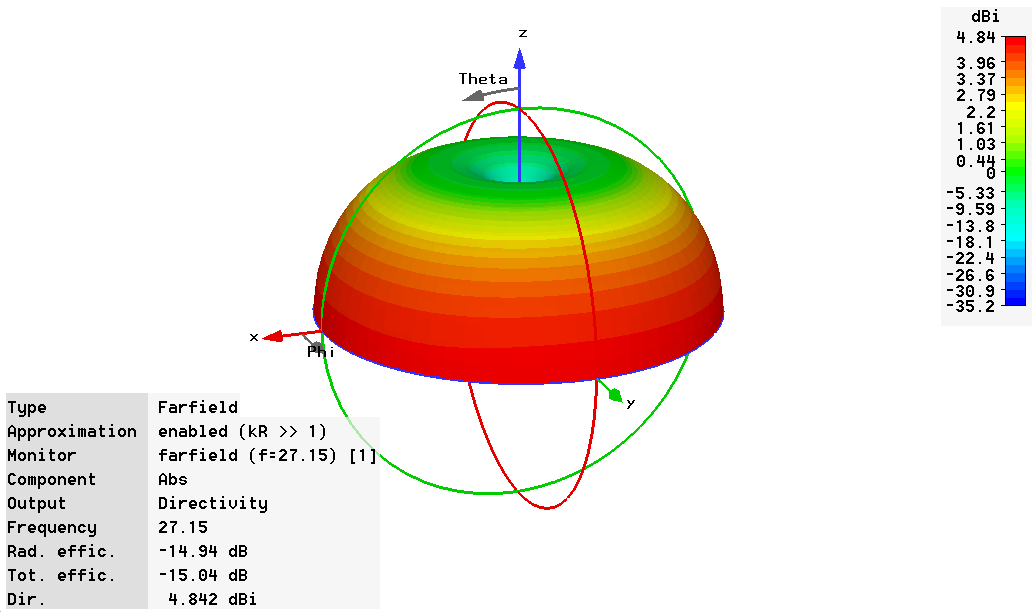 z
Theta
x
Phi
y
dBi
4.84
3.96
3.37
2.79
2.2
1.61
1.03
0.44
0
-5.33
-9.59
-13.8
-18.1
-22.4
-26.6
-30.9
-35.2
Type Farfield
Approximation enabled (kR >> 1)
Monitor farfield (f=27.15) [1]
Component Abs
Output Directivity
Frequency 27.15
Rad. effic. -14.94 dB
Tot. effic. -15.04 dB
Dir. 4.842 dBi